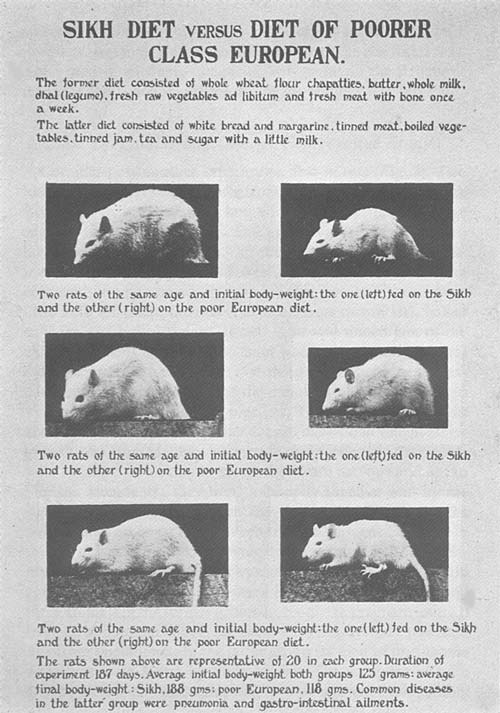 SIKH DIET VERSUS DIET OF POORER
CLASS EUROPEAN.
The former diet consisted of whole wheat flour chapatties, butter, whole milk,
dhal (legume), fresh raw vegetables ad libitum and fresh meat with bone once
a week.
The latter diet consisted of white bread and margarine, tinned meat, boiled vege-
tables, tinned jam, tea and sugar with a little milk.
Two rats of the same age and initial body-weight: the one (left) fed on the Sikh
and the other (right) on the poor European diet.
Two rats of the same age and initial body-weight: the one (left) fed on the Sikh
and the other (right) on the poor European diet.
Two rats of the same age and initial body-weight: the one (left) fed on the Sikh
and the other (right) on the poor European diet.
The rats shown above are representative of 20 in each group. Duration of
experiment 187 days. Average initial body-weight both groups 125 grams: average
final body-weight: Sikh, 188 gms: poor European, 118 gms. Common diseases
in the latter group were pneumonia and gastro-intestinal ailments.